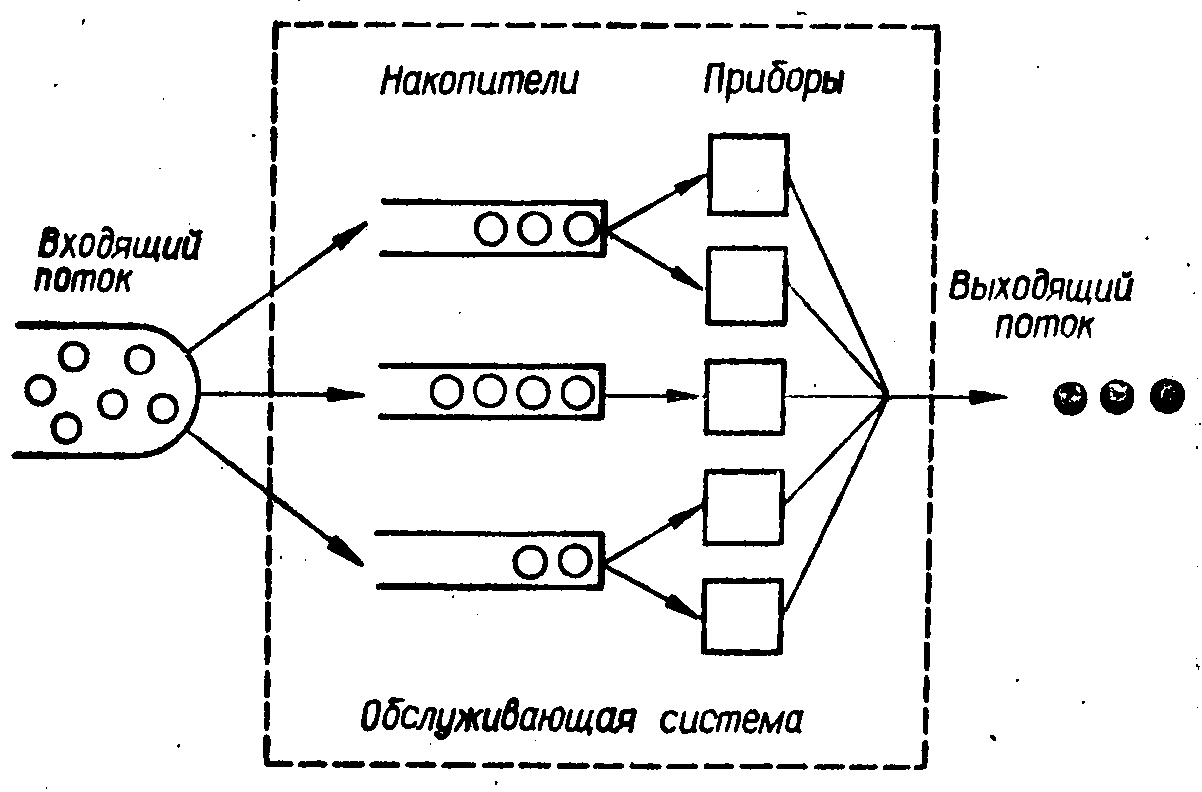 Накопители
Приборы
Входящий
поток
Выходящий
поток
Обслуживающая система